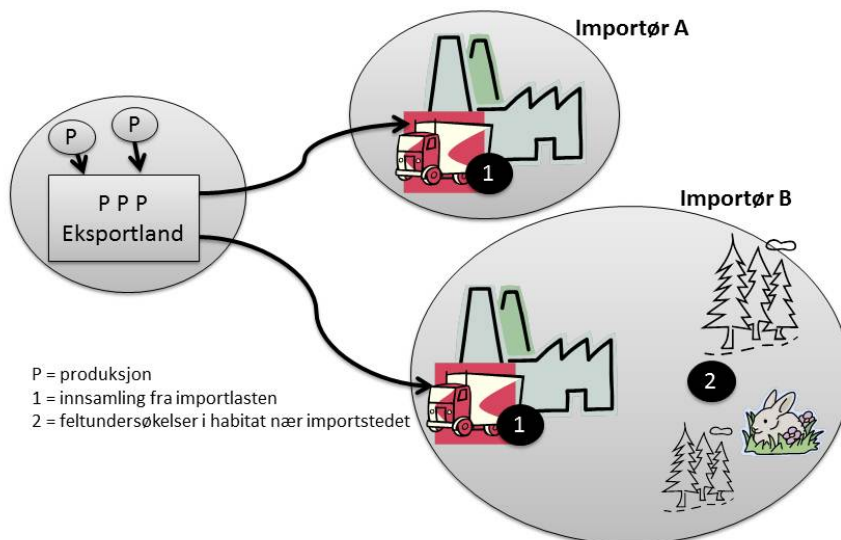 Importør A
P
P
P P P
Eksportland
1
Importør B
2
1
P = produksjon
1 = innsamling fra importlasten
2 = feltundersøkelser i habitat nær importstedet